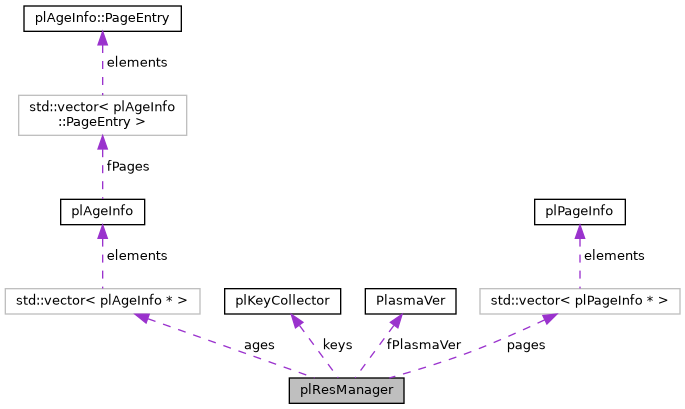 plAgeInfo::PageEntry
elements
std::vector< plAgeInfo
::PageEntry >
fPages
plAgeInfo
plPageInfo
elements
elements
std::vector< plAgeInfo * >
plKeyCollector
PlasmaVer
std::vector< plPageInfo * >
ages
keys
fPlasmaVer
pages
plResManager